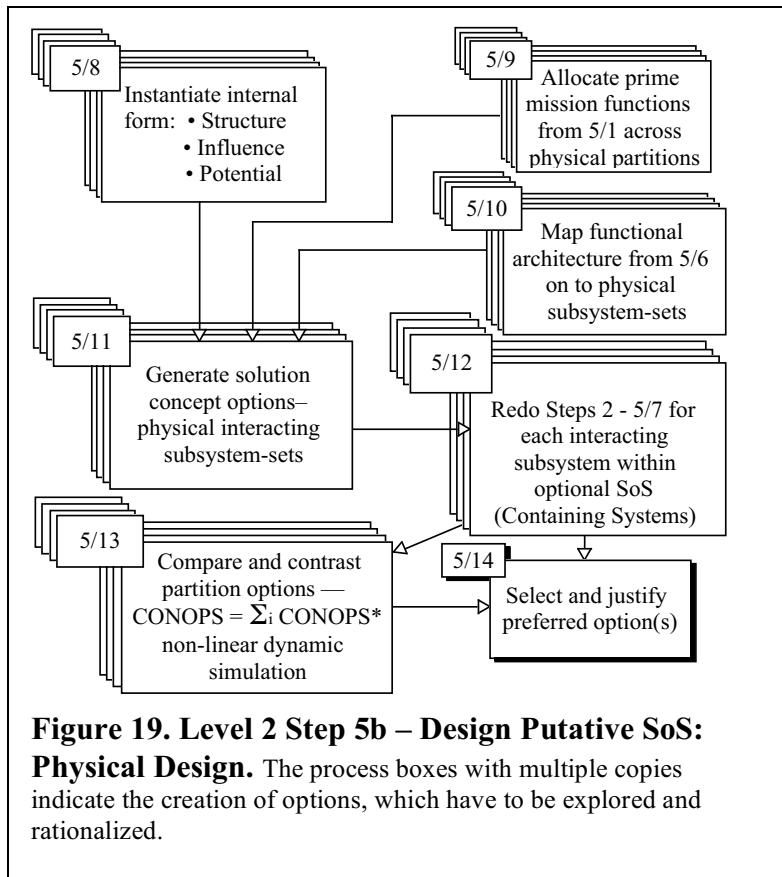 5/8
Instantiate internal
form: • Structure
• Influence
• Potential
5/9
Allocate prime
mission functions
from 5/1 across
physical partitions
5/10
Map functional
architecture from 5/6
on to physical
subsystem-sets
5/11
Generate solution
concept options–
physical interacting
subsystem-sets
5/12
Redo Steps 2 - 5/7 for
each interacting
subsystem within
optional SoS
(Containing Systems)
5/13
Compare and contrast
partition options —
CONOPS = Σi CONOPS*
non-linear dynamic
simulation
5/14
Select and justify
preferred option(s)
Figure 19. Level 2 Step 5b – Design Putative SoS:
Physical Design. The process boxes with multiple copies
indicate the creation of options, which have to be explored and
rationalized.